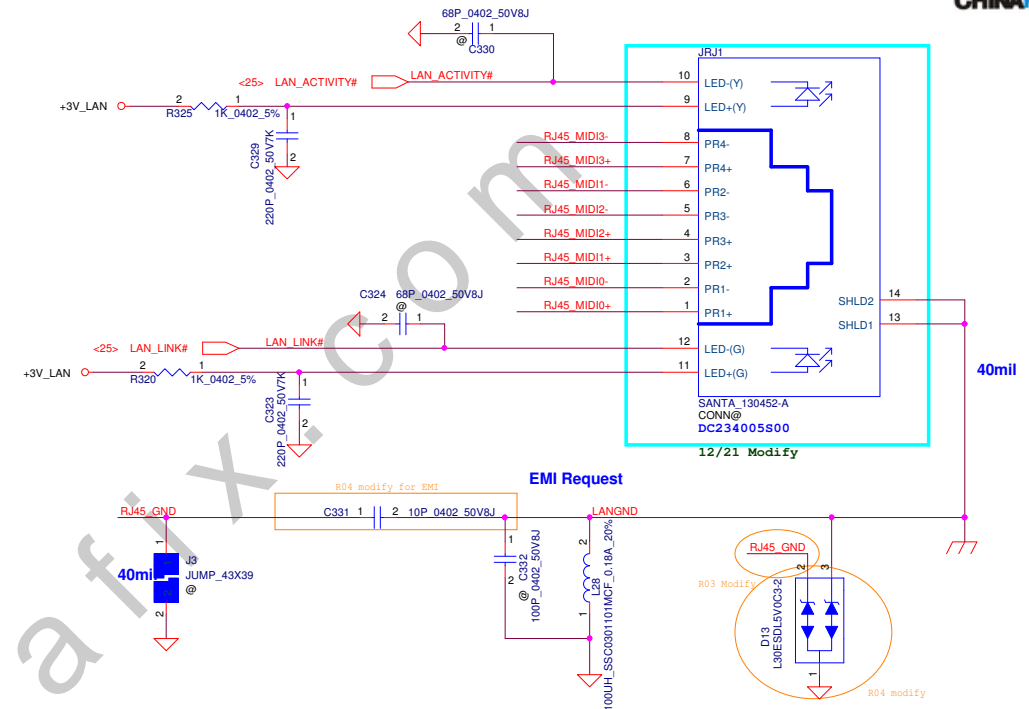 CHINA
68P_0402_50V8J
2 1
@
C330
JRJ1
<25> LAN_ACTIVITY# LAN_ACTIVITY#
10 LED-(Y)
+3V_LAN
2 1
R325 1K_0402_5%
9 LED+(Y)
1
C329
220P_0402_50V7K
2
RJ45_MIDI3- 8 PR4-
RJ45_MIDI3+ 7 PR4+
RJ45_MIDI1- 6 PR2-
RJ45_MIDI2- 5 PR3-
RJ45_MIDI2+ 4 PR3+
RJ45_MIDI1+ 3 PR2+
RJ45_MIDI0- 2 PR1-
RJ45_MIDI0+ 1 PR1+
SHLD2 14
SHLD1 13
C324 68P_0402_50V8J
@
2 1
<25> LAN_LINK# LAN_LINK#
12 LED-(G)
+3V_LAN
2 1
R320 1K_0402_5%
11 LED+(G)
40mil
1
C323
220P_0402_50V7K
2
SANTA_130452-A
CONN@
DC234005S00
12/21 Modify
EMI Request
R04 modify for EMI
RJ45_GND
C331 1 2 10P_0402_50V8J
LANGND
1
J3
JUMP_43X39
@
40mil
2
1
C332
100P_0402_50V8J
@
2
2
L28
100UH_SSC0301101MCF_0.18A_20%
1
RJ45_GND
R03 Modify
2 3
D13
L30ESDL5V0C3-2
1
R04 modify
afix.com